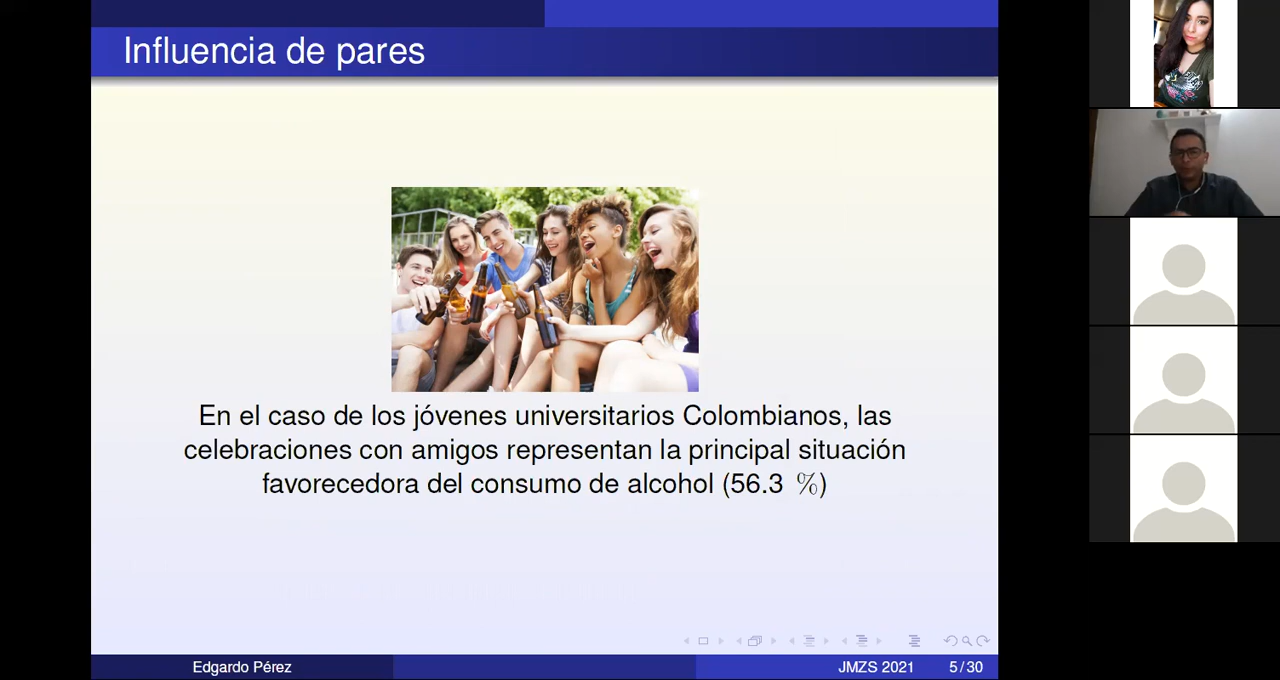 Influencia de pares
En el caso de los jóvenes universitarios Colombianos, las
celebraciones con amigos representan la principal situación
favorecedora del consumo de alcohol (56.3 %)
Edgardo Pérez
JMZS 2021
5/30